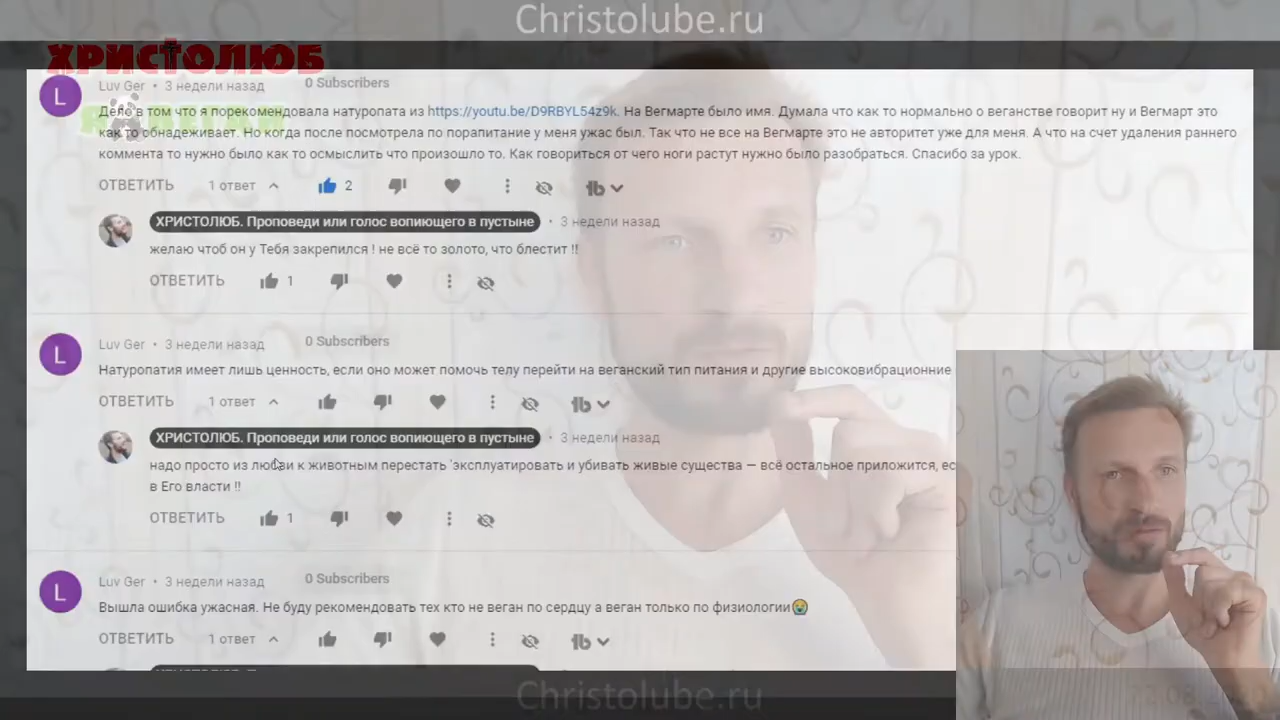 Christolube.ru
ХРИСТОЛЮБ
Luv Ger • 3 недели назад 0 Subscribers
L
Дело в том что я порекомендовала натуропата из https://youtu.be/D9RBYL54z9k. На Вегмарте было имя. Думала что как то нормально о веганстве говорит ну и Вегмарт это
как то обнадеживает. Но когда после посмотрела по порапитание у меня ужас был. Так что не все на Вегмарте это не авторитет уже для меня. А что на счет удаления раннего
коммента то нужно было как то осмыслить что произошло то. Как говориться от чего ноги растут нужно было разобраться. Спасибо за урок.
ОТВЕТИТЬ 1 ответ 2
ХРИСТОЛЮБ. Проповеди или голос вопиющего в пустыне • 3 недели назад
желаю чтоб он у Тебя закрепился ! не всё то золото, что блестит !!
ОТВЕТИТЬ 1
Luv Ger • 3 недели назад 0 Subscribers
L
Натуропатия имеет лишь ценность, если оно может помочь телу перейти на веганский тип питания и другие высоковибрационние
ОТВЕТИТЬ 1 ответ
ХРИСТОЛЮБ. Проповеди или голос вопиющего в пустыне • 3 недели назад
надо просто из любви к животным перестать 'эксплуатировать и убивать живые существа — всё остальное приложится, ес
в Его власти !!
ОТВЕТИТЬ 1
Luv Ger • 3 недели назад 0 Subscribers
L
Вышла ошибка ужасная. Не буду рекомендовать тех кто не веган по сердцу а веган только по физиологии😭
ОТВЕТИТЬ 1 ответ
Christolube.ru